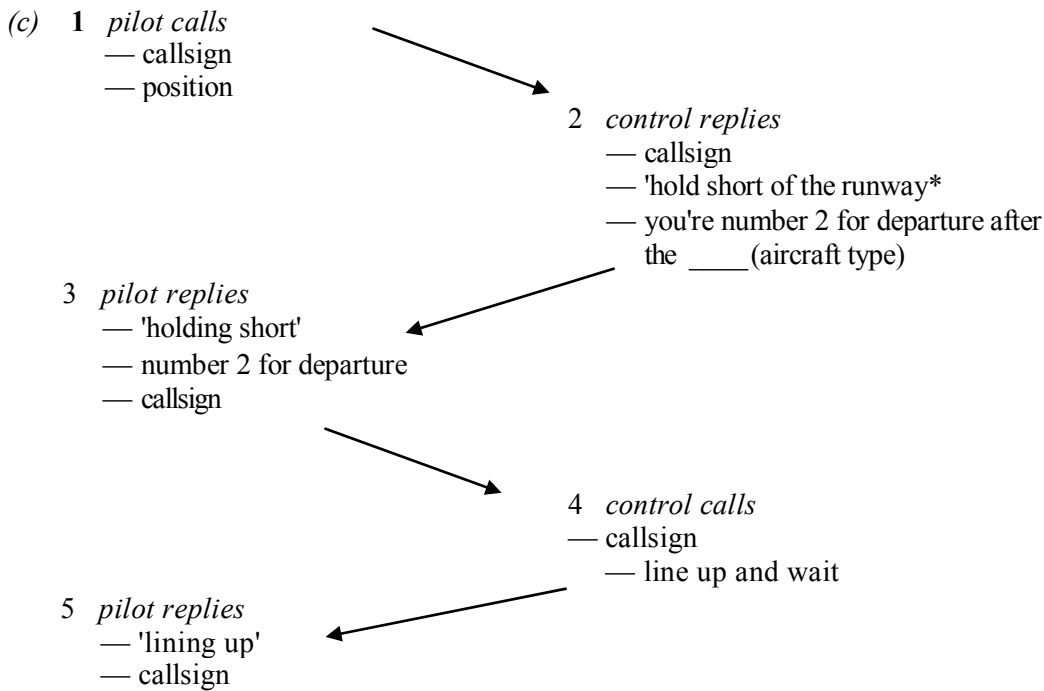 (c) 1 pilot calls
— callsign
— position
2 control replies
— callsign
— 'hold short of the runway*
— you're number 2 for departure after
the ____ (aircraft type)
3 pilot replies
— 'holding short'
— number 2 for departure
— callsign
4 control calls
— callsign
— line up and wait
5 pilot replies
— 'lining up'
— callsign